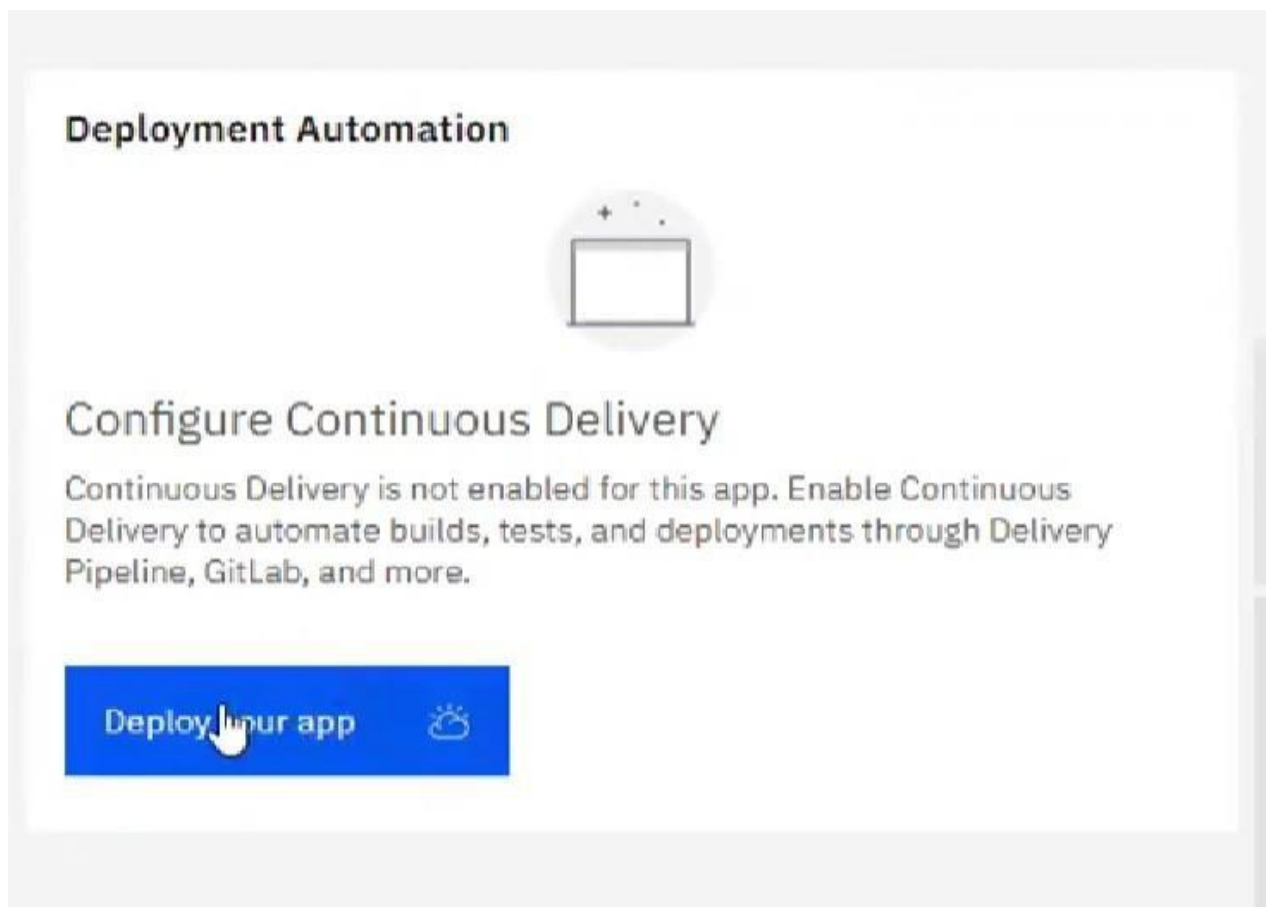 Deployment Automation
Configure Continuous Delivery
Continuous Delivery is not enabled for this app. Enable Continuous
Delivery to automate builds, tests, and deployments through Delivery
Pipeline, GitLab, and more.
Deploy your app